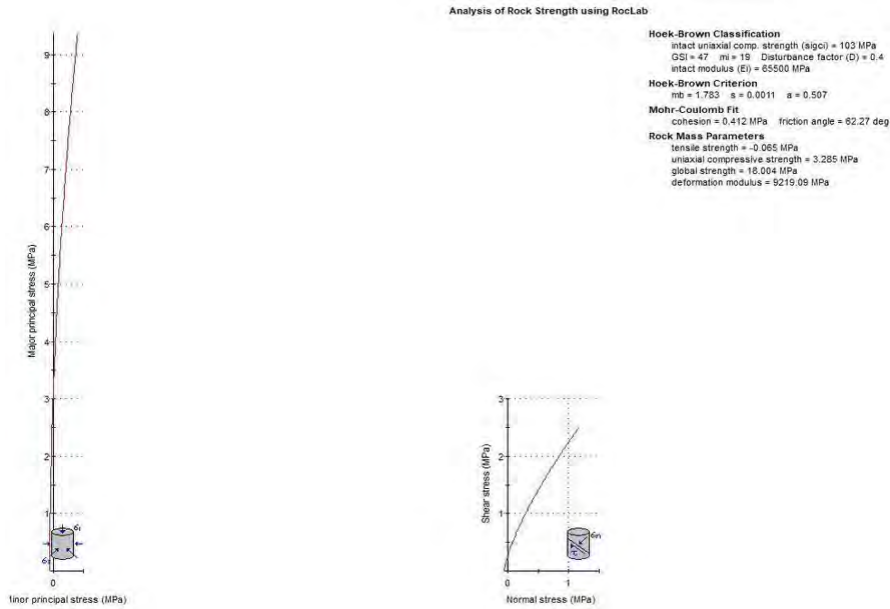 Analysis of Rock Strength using RocLab
Hoek-Brown Classification
intact uniaxial comp. strength (sigci) = 103 MPa
GSI = 47 mi = 19 Disturbance factor (D) = 0.4
intact modulus (Ei) = 65500 MPa
Hoek-Brown Criterion
mb = 1.783 s = 0.0011 a = 0.507
Mohr-Coulomb Fit
cohesion = 0.412 MPa friction angle = 62.27 deg
Rock Mass Parameters
tensile strength = -0.065 MPa
uniaxial compressive strength = 3.285 MPa
global strength = 18.004 MPa
deformation modulus = 9219.09 MPa
Major principal stress (MPa)
9
8
7
6
5
4
3
2
1
0
σ1
σ3
linor principal stress (MPa)
Shear stress (MPa)
3
2
1
0
1
σn
τ
Normal stress (MPa)